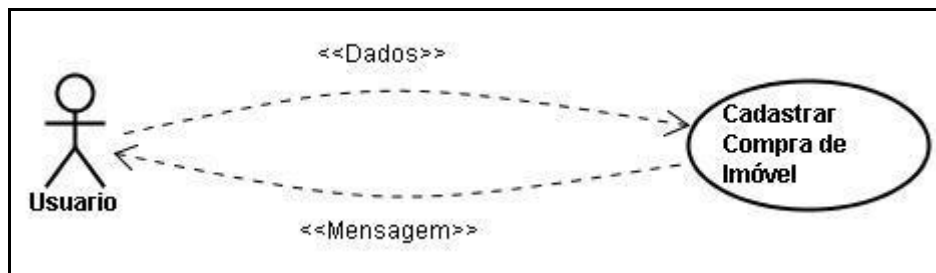 <<Dados>>
Cadastrar
Compra de
Imóvel
Usuario
<<Mensagem>>